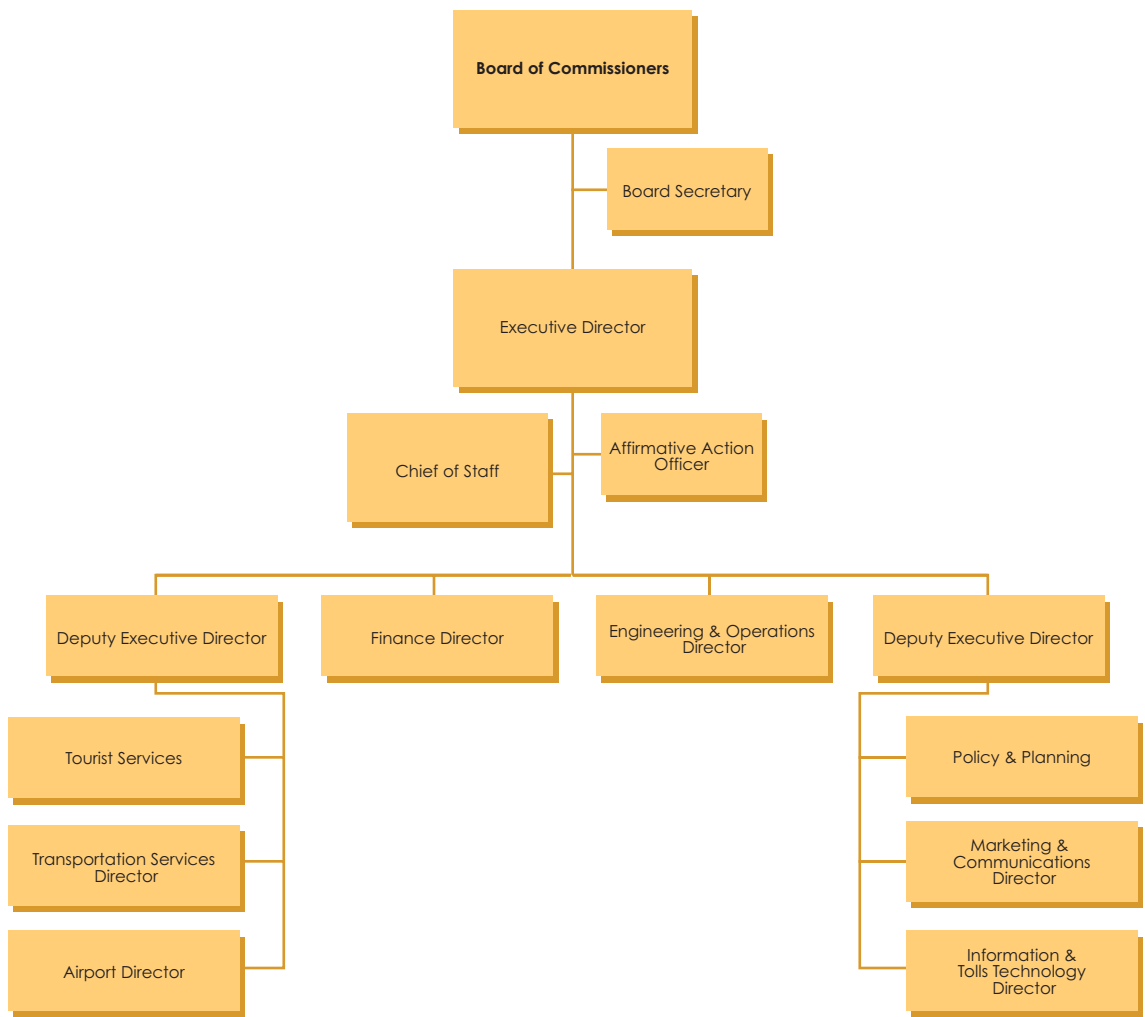 Board of Commissioners
Board Secretary
Executive Director
Chief of Staff
Affirmative Action
Officer
Deputy Executive Director
Finance Director
Engineering & Operations
Director
Deputy Executive Director
Tourist Services
Transportation Services
Director
Airport Director
Policy & Planning
Marketing &
Communications
Director
Information &
Tolls Technology
Director